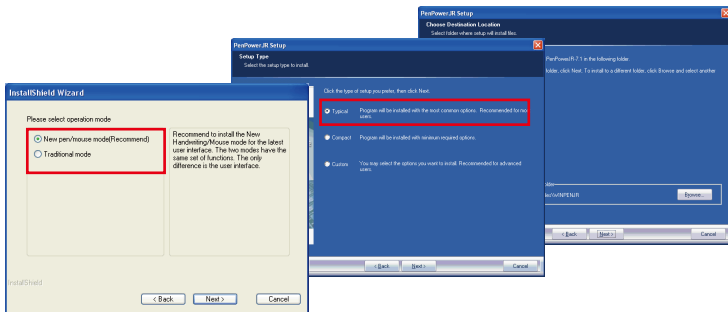 InstallShield Wizard
Please select operation mode
New pen/mouse mode(Recommend)
Traditional mode
Recommend to install the New
Handwriting/Mouse mode for the latest
user interface. The two modes have the
same set of functions. The only
difference is the user interface.
InstallShield
< Back
Next >
Cancel
PenPowerJR Setup
Setup Type
Select the setup type to install.
Click the type of setup you prefer, then click Next.
Typical
Program will be installed with the most common options. Recommended for
users.
Compact
Program will be installed with minimum required options.
Custom
You may select the options you want to install. Recommended for advanced
users.
< Back
Next >
Cancel
PenPowerJR Setup
Choose Destination Location
Select folder where setup will install files.
PenPowerJR-7.1 in the following folder.
folder, click Next. To install to a different folder, click Browse and select another
\WINPENJR
Browse...
< Back
Next >
Cancel